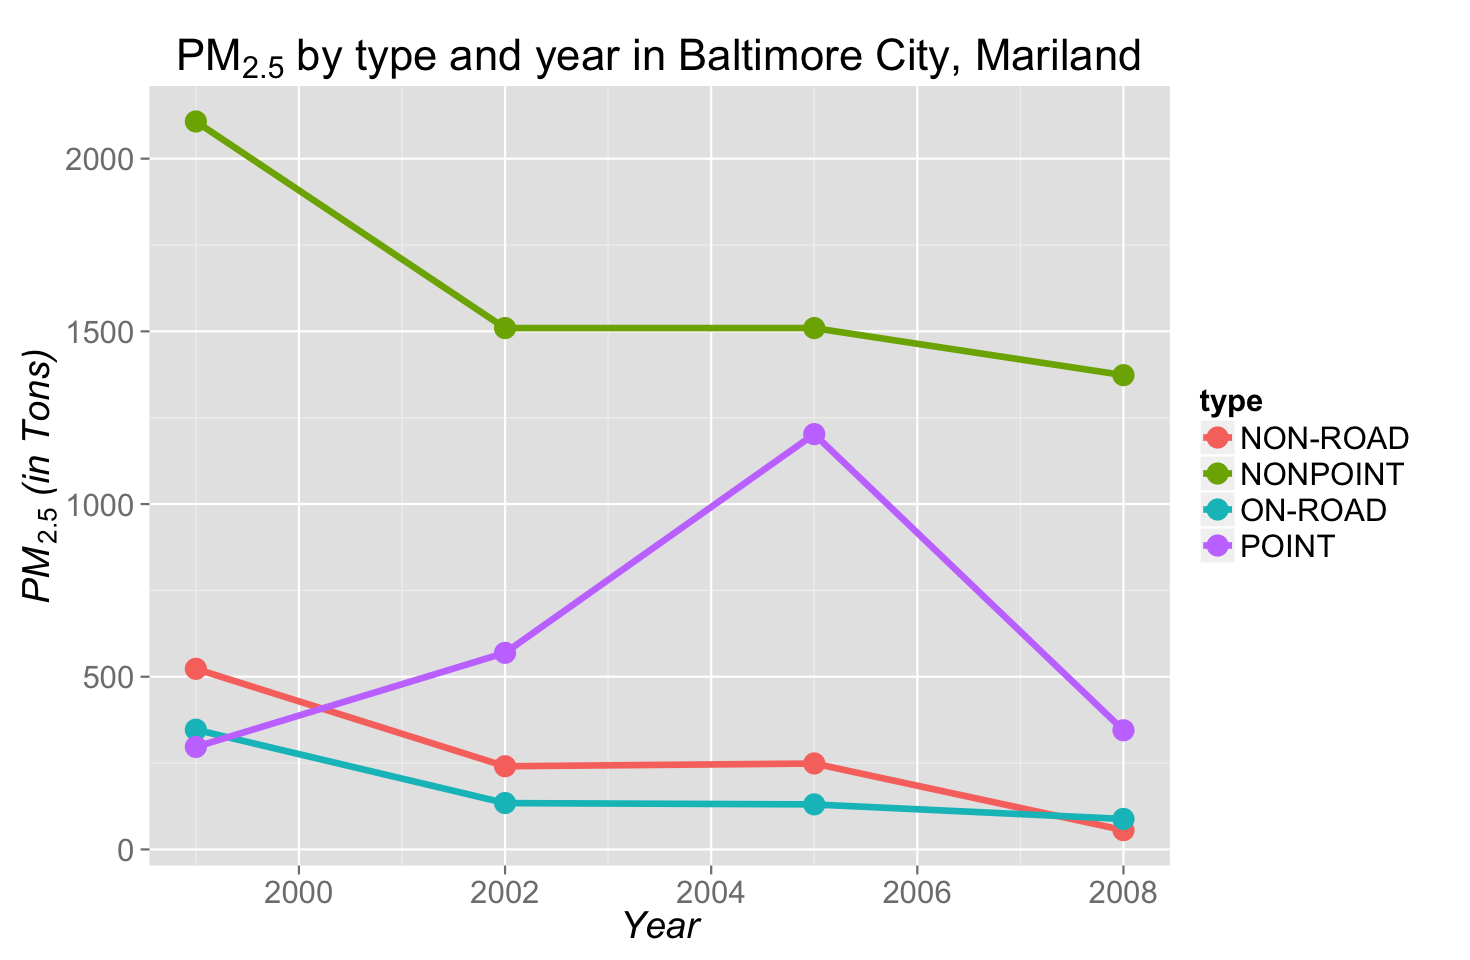 PM2.5 by type and year in Baltimore City, Mariland
PM2.5 (in Tons)
2000
1500
1000
500
0
2000 2002 2004 2006 2008
Year
type
NON-ROAD
NONPOINT
ON-ROAD
POINT